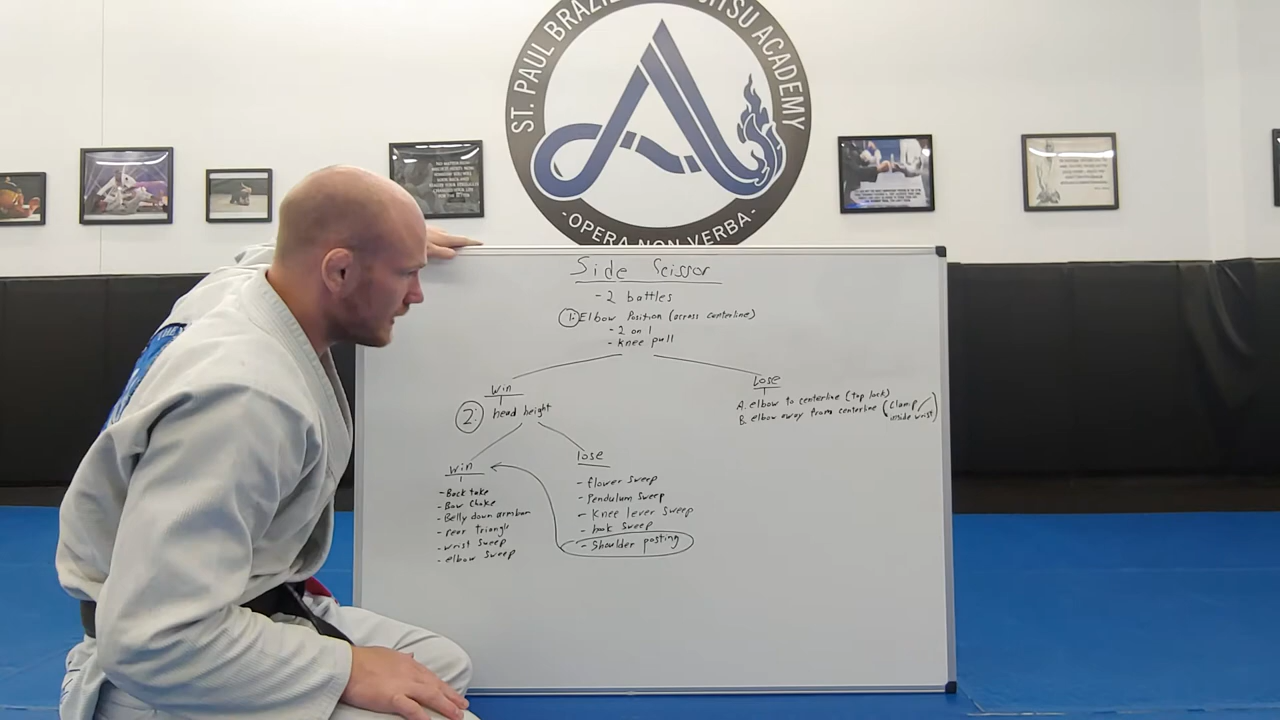 ST. PAUL BRAZIL JITSU ACADEMY
-OPERA NON VERBA-
Side Scissor
- 2 battles
1: Elbow Position (across centerline)
- 2 on 1
- Knee pull
Win
Lose
A. elbow to centerline (top lock)
B. elbow away from centerline (Clamp / inside wrist)
2: head height
Win
lose
- Back take
- Bow Choke
- Belly down armbar
- rear triangle
- wrist sweep
- elbow sweep
- flower sweep
- Pendulum sweep
- Knee lever sweep
- hook sweep
- Shoulder posting